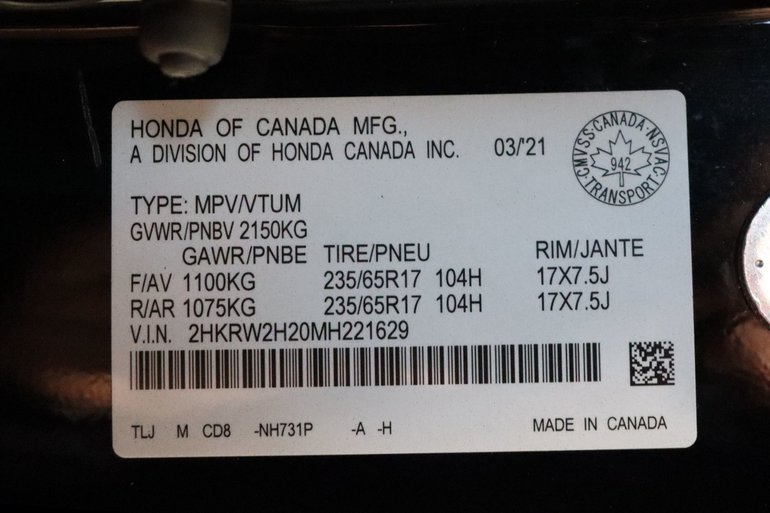 HONDA OF CANADA MFG.,
A DIVISION OF HONDA CANADA INC. 03/'21
CMVSS·CANADA·NSVAC·TRANSPORT·
942
TYPE: MPV/VTUM
GVWR/PNBV 2150KG
GAWR/PNBE TIRE/PNEU RIM/JANTE
F/AV 1100KG 235/65R17 104H 17X7.5J
R/AR 1075KG 235/65R17 104H 17X7.5J
V.I.N. 2HKRW2H20MH221629
TLJ M CD8 -NH731P -A -H MADE IN CANADA